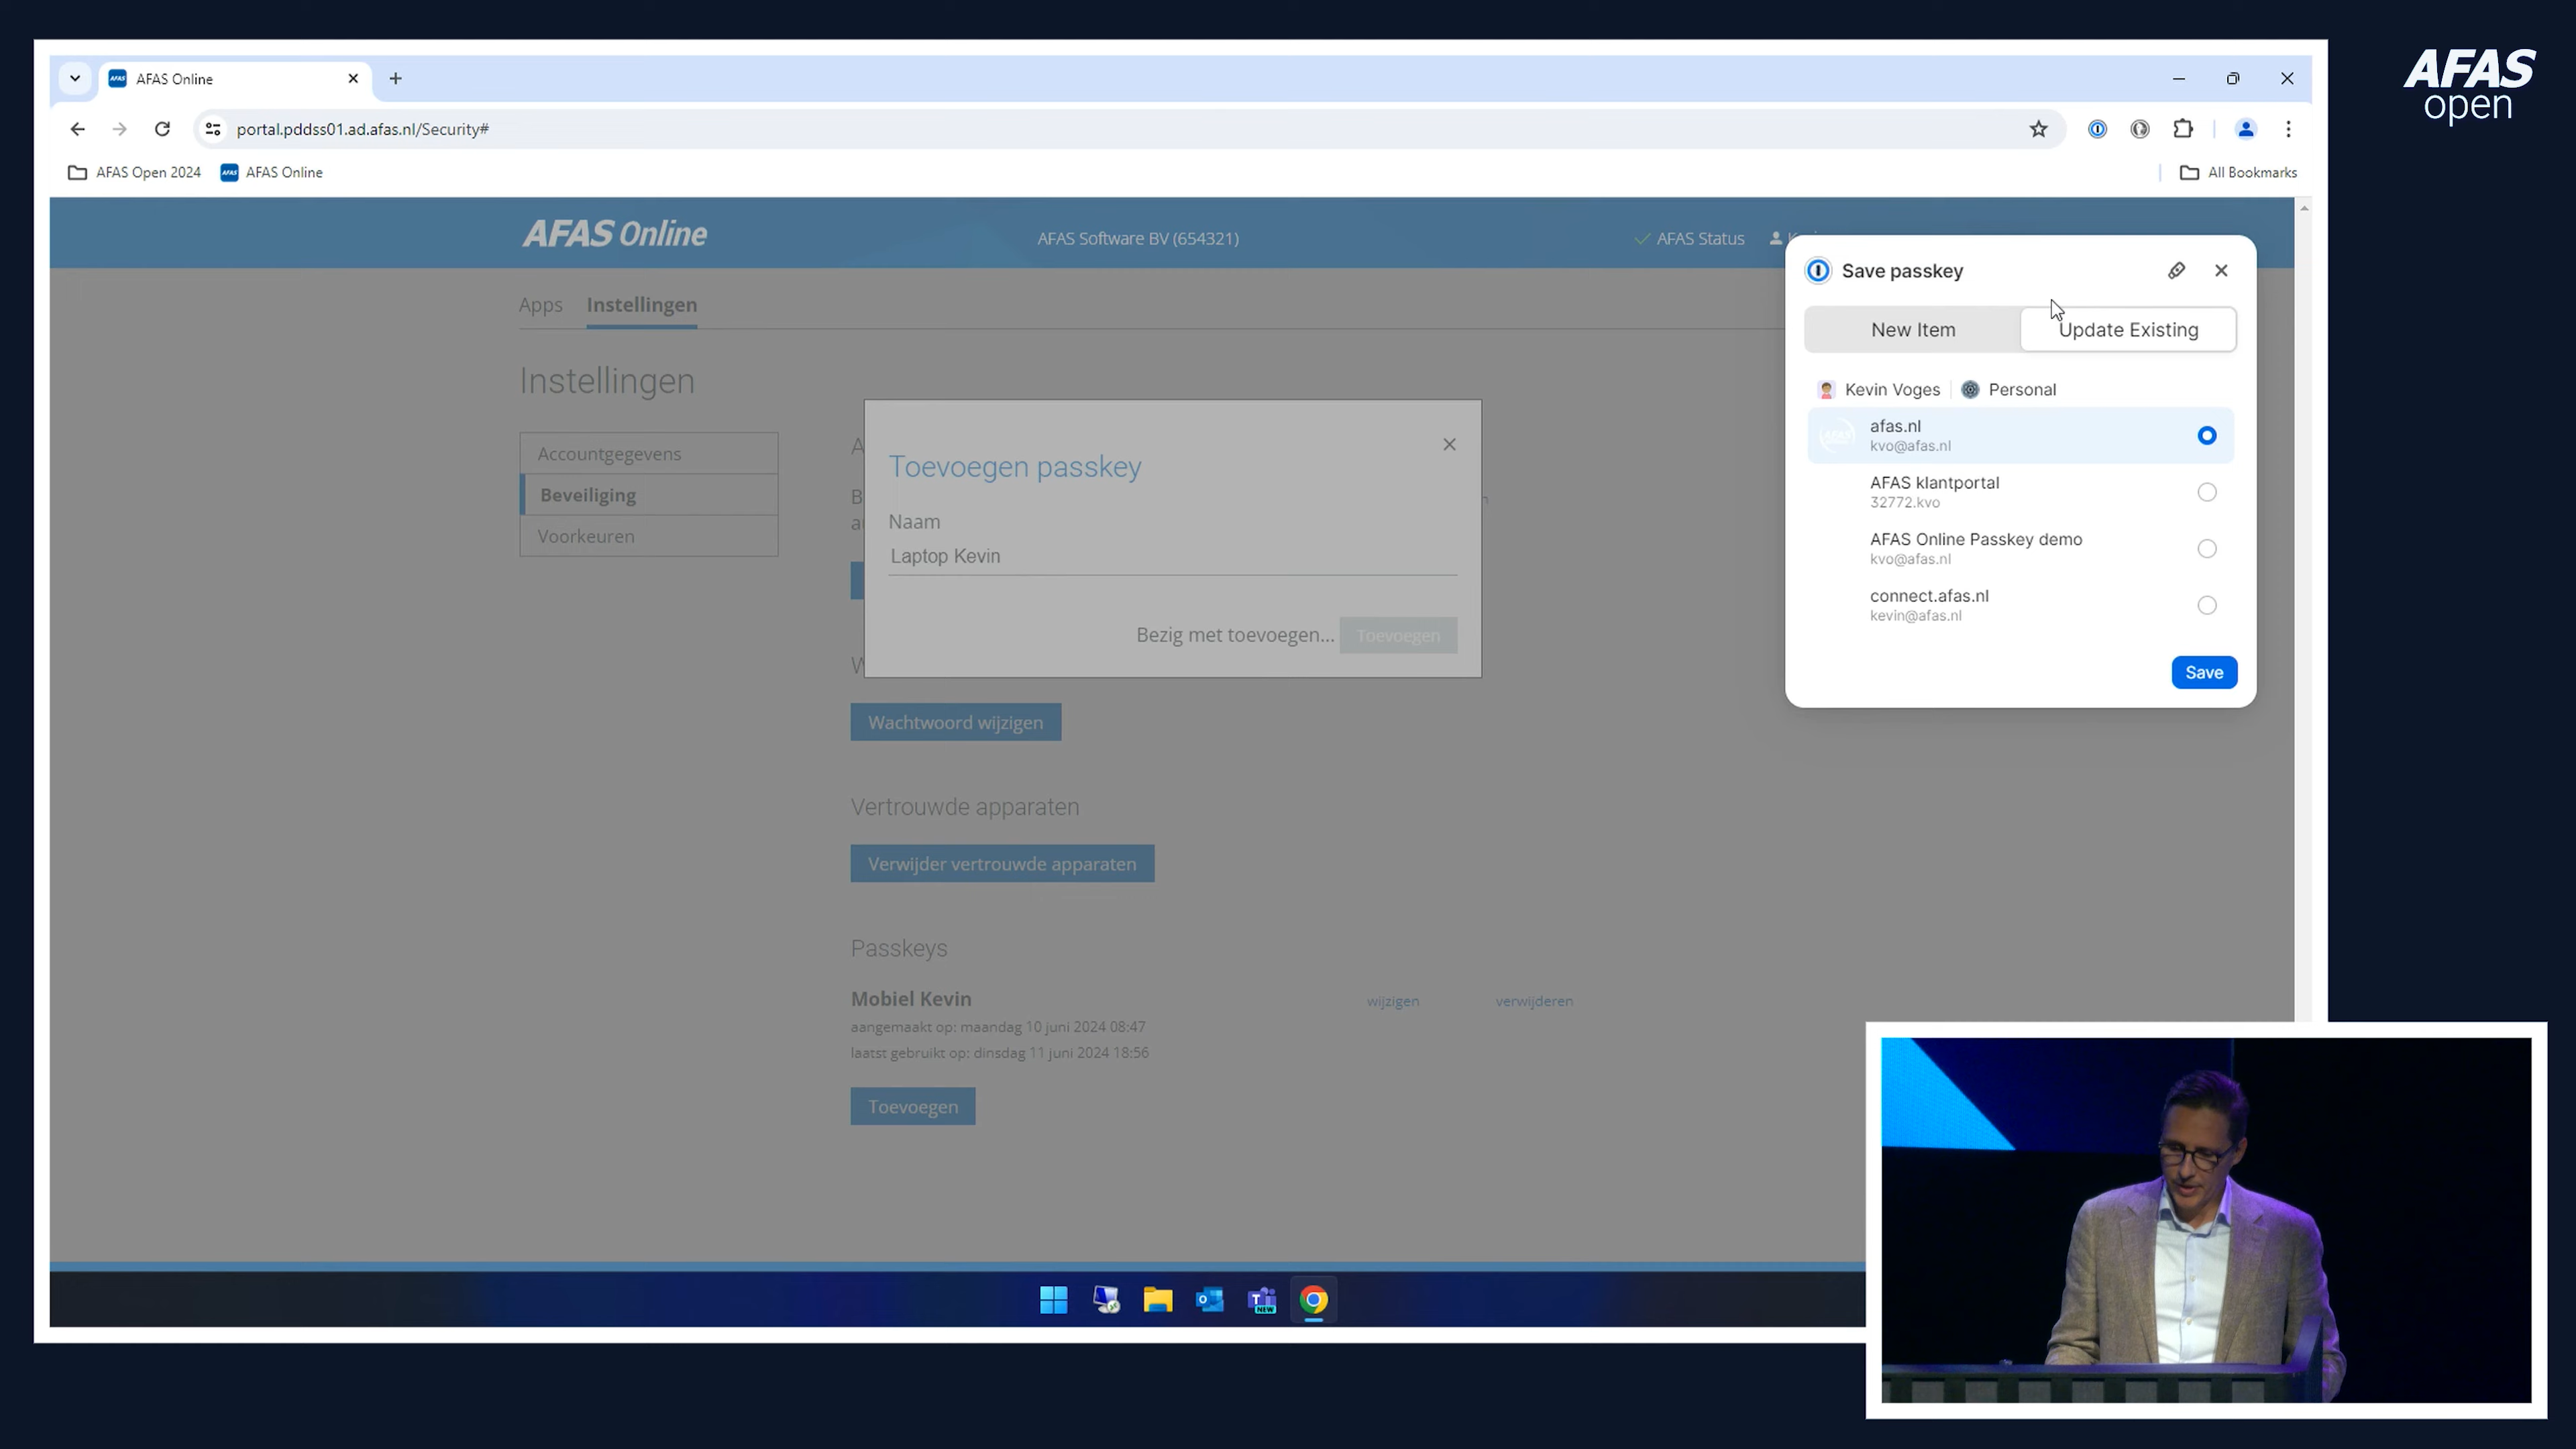 AFAS
open
AFAS Online
portal.pddss01.ad.afas.nl/Security#
AFAS Open 2024
AFAS Online
All Bookmarks
AFAS Online
AFAS Software BV (654321)
AFAS Status
Apps
Instellingen
Instellingen
Accountgegevens
Beveiliging
Voorkeuren
Toevoegen passkey
Naam
Laptop Kevin
Bezig met toevoegen...
Toevoegen
Wachtwoord wijzigen
Vertrouwde apparaten
Verwijder vertrouwde apparaten
Passkeys
Mobiel Kevin
wijzigen
verwijderen
aangemaakt op: maandag 10 juni 2024 08:47
laatst gebruikt op: dinsdag 11 juni 2024 18:56
Toevoegen
Save passkey
New Item
Update Existing
Kevin Voges
Personal
afas.nl
kvo@afas.nl
AFAS klantportal
32772.kvo
AFAS Online Passkey demo
kvo@afas.nl
connect.afas.nl
kevin@afas.nl
Save